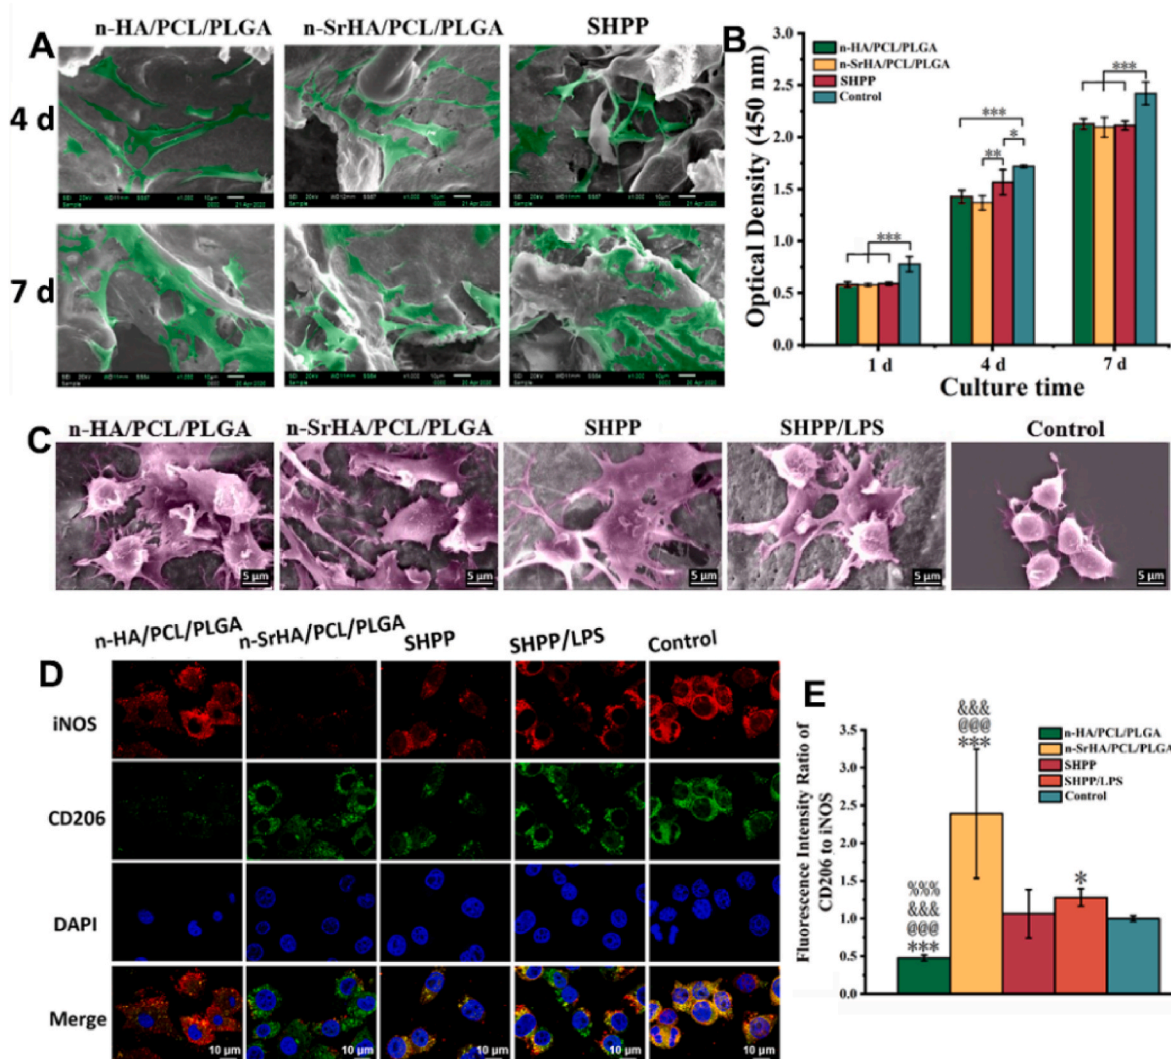 A
n-HA/PCL/PLGA
n-SrHA/PCL/PLGA
SHPP
4 d
7 d
B
Optical Density (450 nm)
3.0
2.5
2.0
1.5
1.0
0.5
0.0
n-HA/PCL/PLGA
n-SrHA/PCL/PLGA
SHPP
Control
***
***
**
*
***
1 d
4 d
7 d
Culture time
C
n-HA/PCL/PLGA
n-SrHA/PCL/PLGA
SHPP
SHPP/LPS
Control
5 μm
5 μm
5 μm
5 μm
5 μm
D
n-HA/PCL/PLGA
n-SrHA/PCL/PLGA
SHPP
SHPP/LPS
Control
iNOS
CD206
DAPI
Merge
10 μm
10 μm
10 μm
10 μm
10 μm
E
Fluorescence Intensity Ratio of
CD206 to iNOS
3.5
3.0
2.5
2.0
1.5
1.0
0.5
0.0
n-HA/PCL/PLGA
n-SrHA/PCL/PLGA
SHPP
SHPP/LPS
Control
%%%
&&&
@@@
***
&&&
@@@
***
*